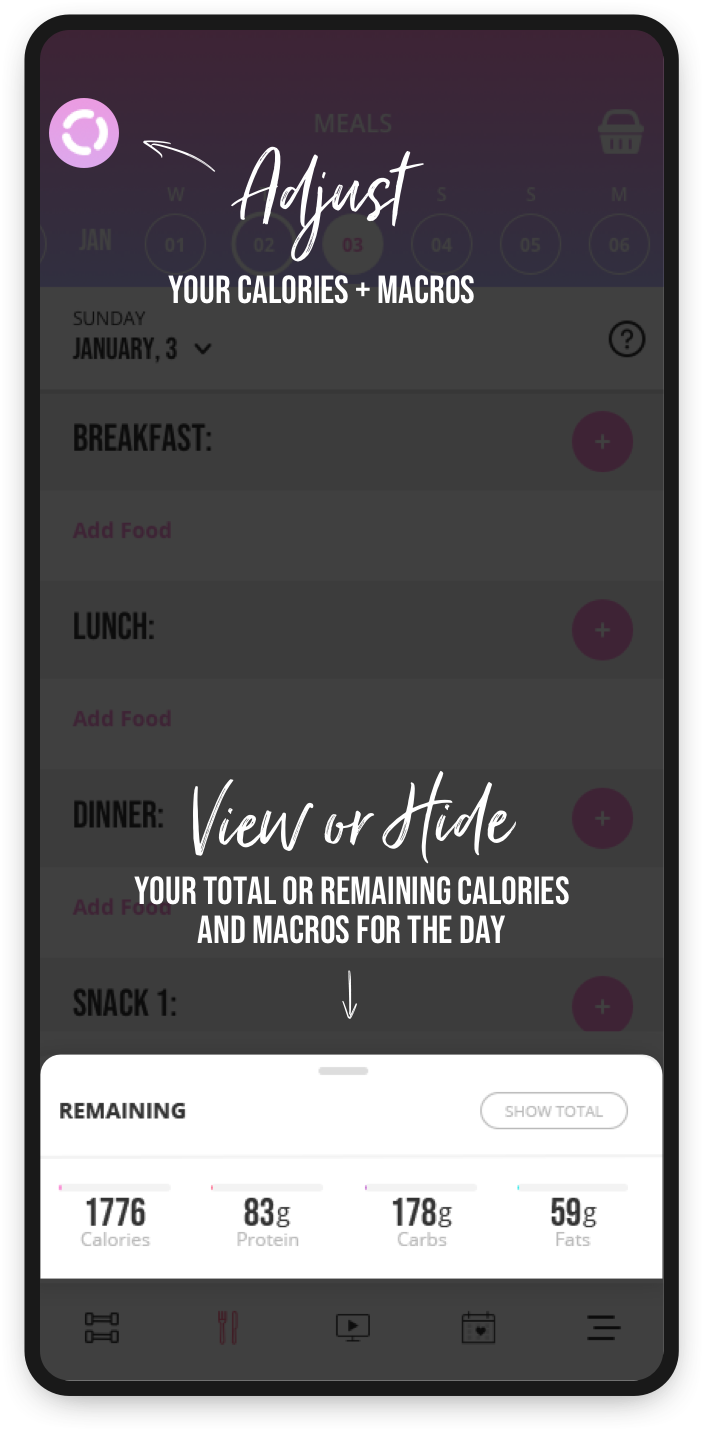 MEALS
Adjust
W
S
S
M
JAN
01
02
03
04
05
06
YOUR CALORIES + MACROS
SUNDAY
JANUARY, 3
?
BREAKFAST:
+
Add Food
LUNCH:
+
Add Food
View or Hide
DINNER:
+
YOUR TOTAL OR REMAINING CALORIES
Add Food
AND MACROS FOR THE DAY
SNACK 1:
+
REMAINING
SHOW TOTAL
1776
Calories
83g
Protein
178g
Carbs
59g
Fats